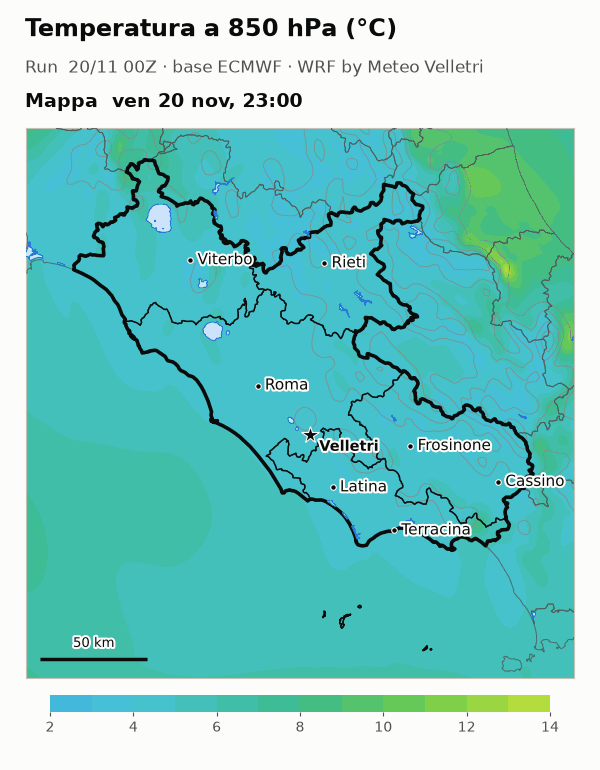 Temperatura a 850 hPa (°C)
Run  20/11 00Z · base ECMWF · WRF by Meteo Velletri
Mappa  ven 20 nov, 23:00
Viterbo
Rieti
Roma
Velletri
Frosinone
Latina
Cassino
Terracina
50 km
2 4 6 8 10 12 14